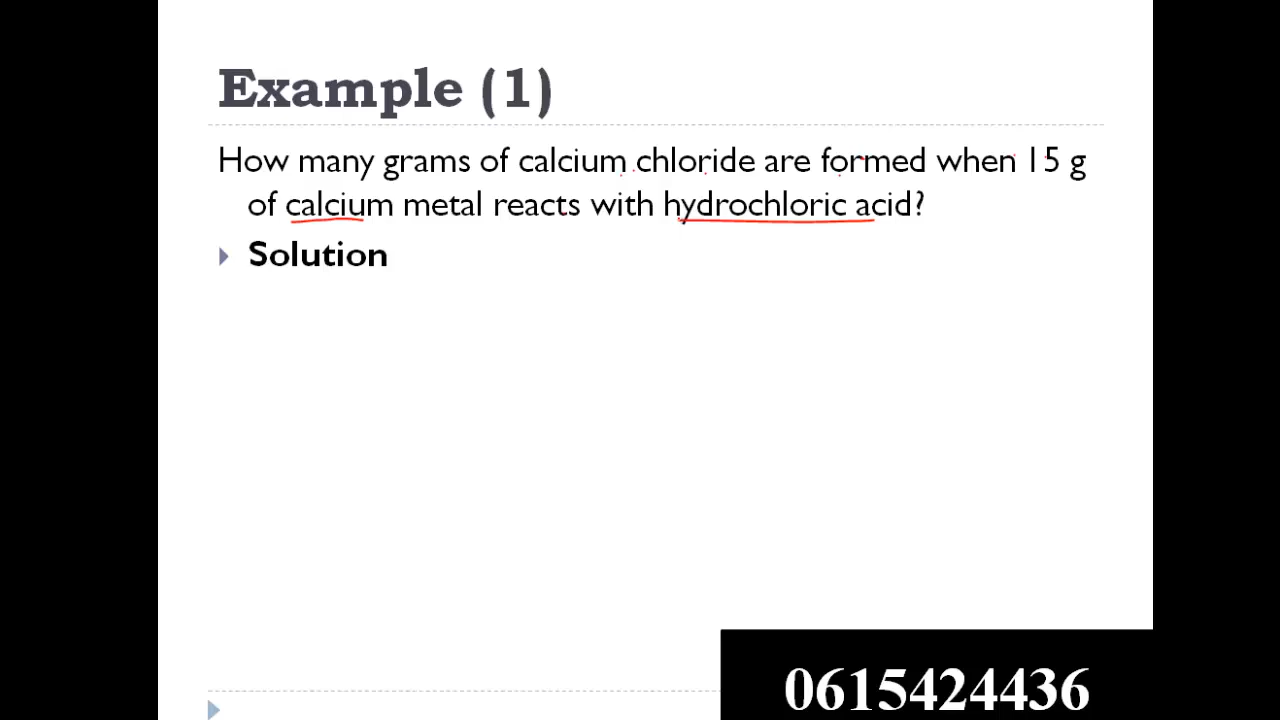 Example (1)
How many grams of calcium chloride are formed when 15 g
of calcium metal reacts with hydrochloric acid?
Solution
0615424436